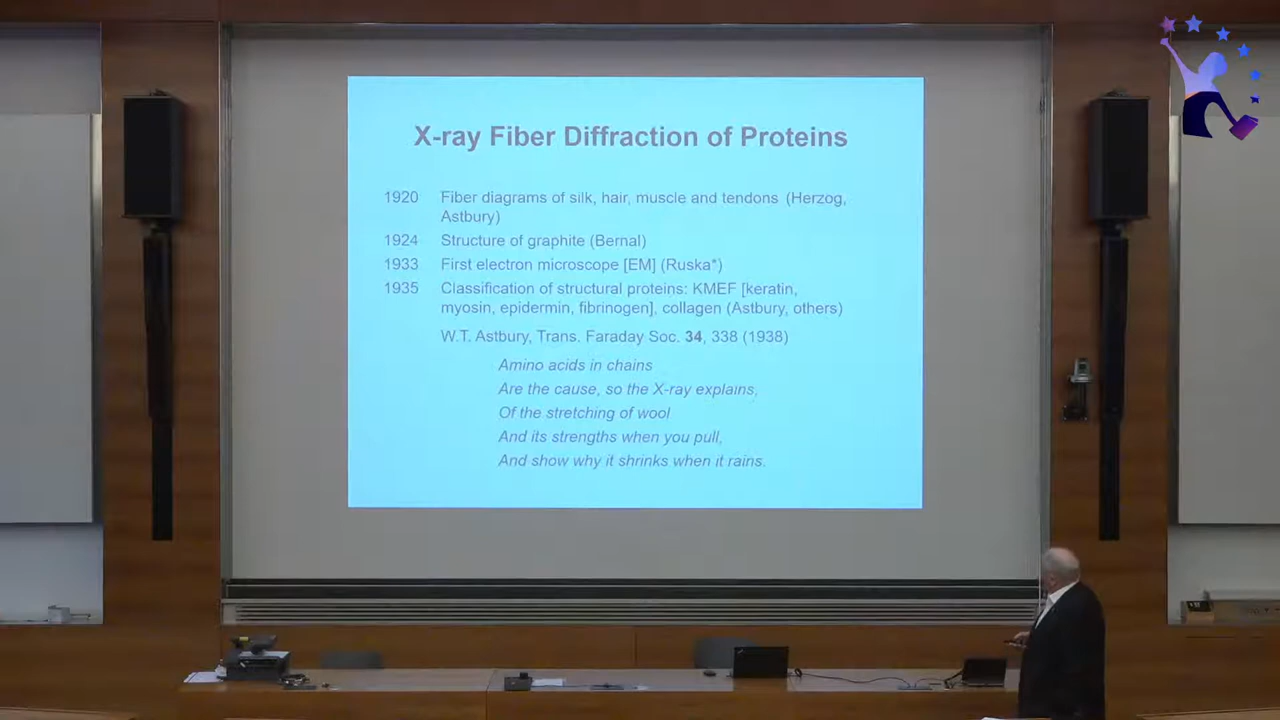 X-ray Fiber Diffraction of Proteins
1920 Fiber diagrams of silk, hair, muscle and tendons (Herzog,
Astbury)
1924 Structure of graphite (Bernal)
1933 First electron microscope [EM] (Ruska*)
1935 Classification of structural proteins: KMEF [keratin,
myosin, epidermin, fibrinogen], collagen (Astbury, others)
W.T. Astbury, Trans. Faraday Soc. 34, 338 (1938)
Amino acids in chains
Are the cause, so the X-ray explains,
Of the stretching of wool
And its strengths when you pull,
And show why it shrinks when it rains.